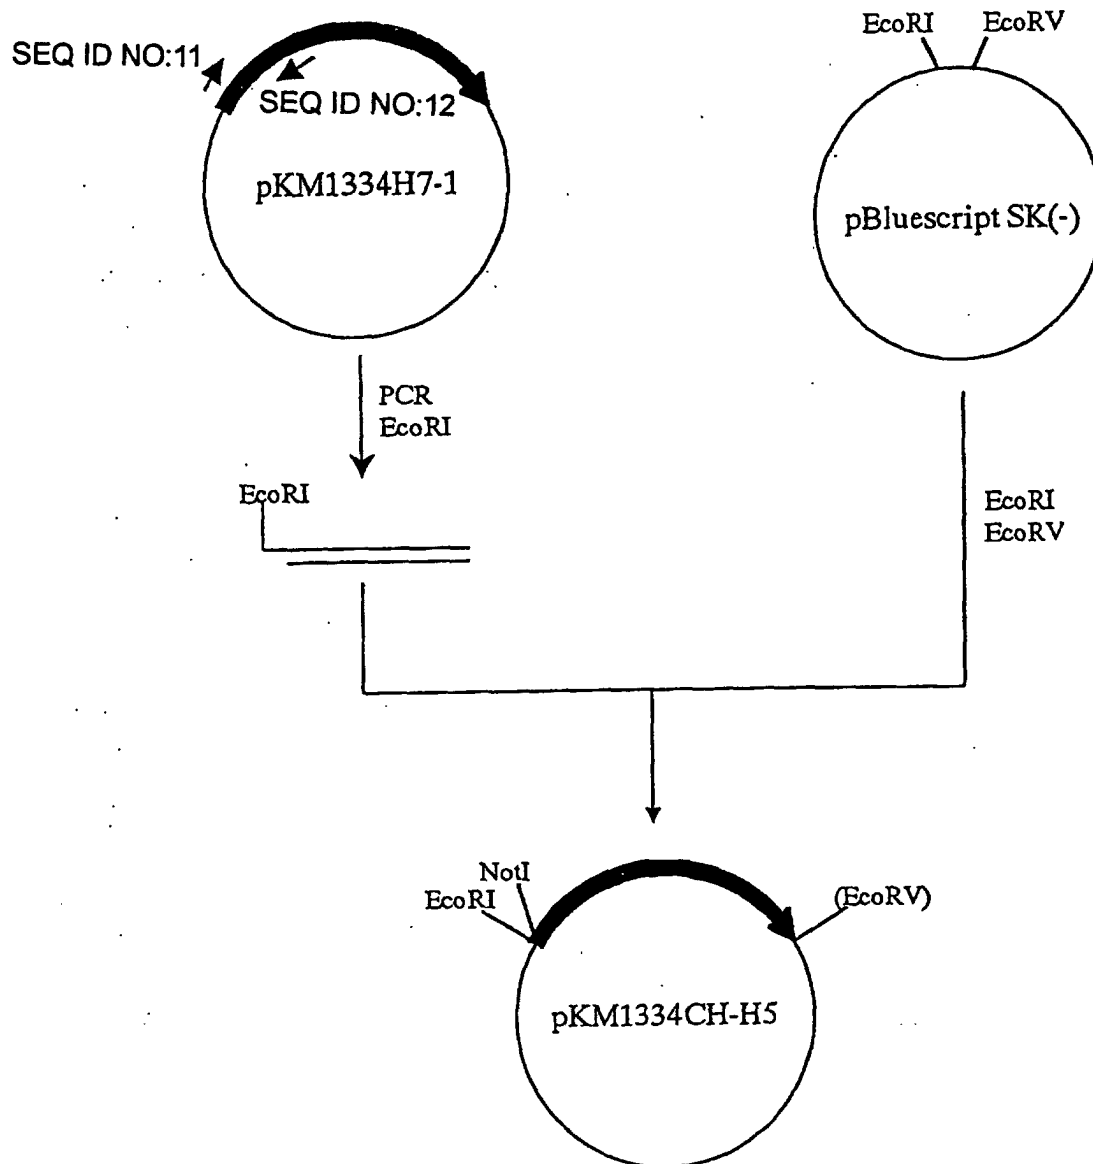 EcoRI
EcoRV
SEQ ID NO:11
SEQ ID NO:12
pKM1334H7-1
pBluescript SK(-)
PCR
EcoRI
EcoRI
EcoRI
EcoRV
NotI
EcoRI
(EcoRV)
pKM1334CH-H5